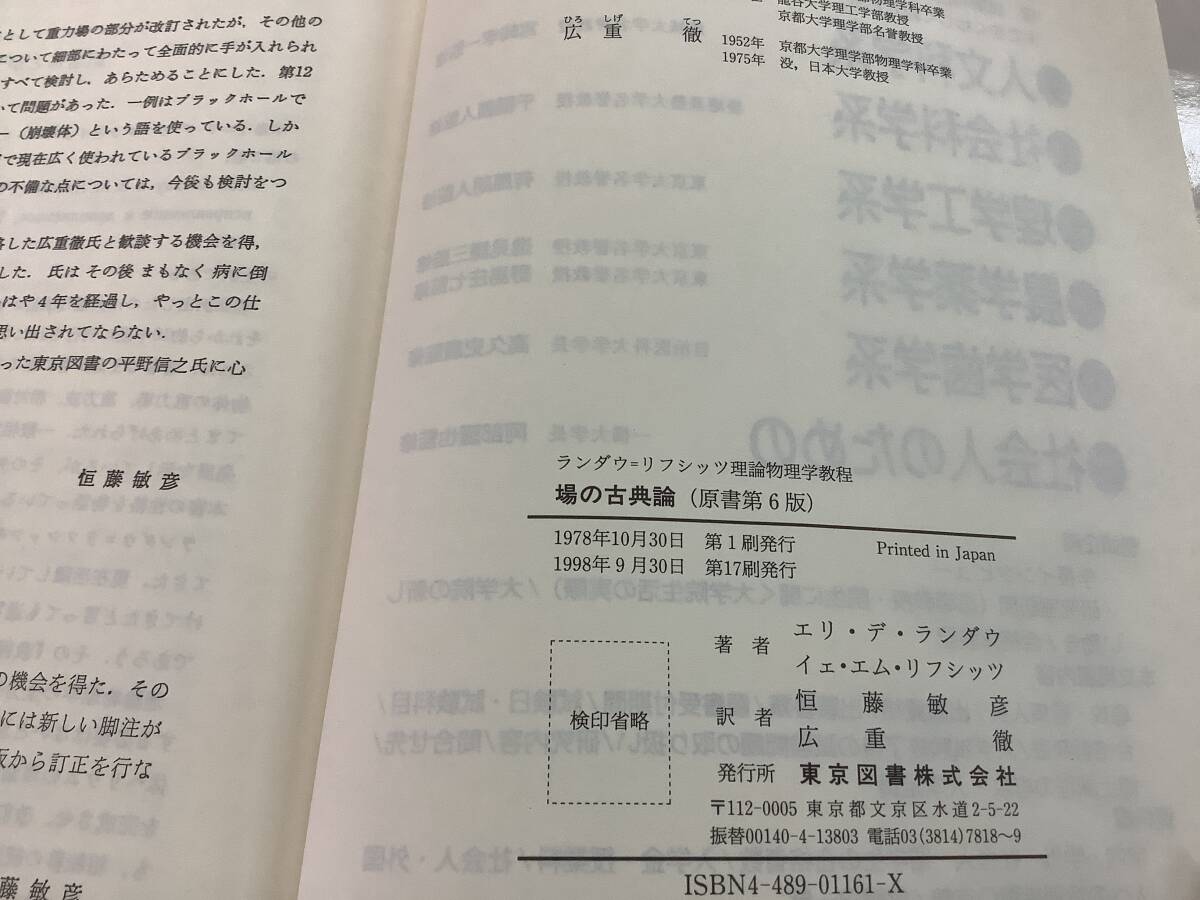 として重力場の部分が改訂されたが，その他の
について細部にわたって全面的に手が入れられ
すべて検討し，あらためることにした．第12
いて問題があった．一例はブラックホールで
ー（崩壊体）という語を使っている．しか
で現在広く使われているブラックホール
の不備な点については，今後も検討をつ
した広重徹氏と歓談する機会を得，
した．氏は その後 まもなく 病に倒
はや4年を経過し，やっとこの仕
思い出されてならない．
った東京図書の平野信之氏に心
恒藤敏彦
の機会を得た．その
には新しい脚注が
版から訂正を行な
藤敏彦
部物理学科卒業
龍谷大学理工学部教授
京都大学理学部名誉教授
ひろ しげ てつ
広重 徹
1952年 京都大学理学部物理学科卒業
1975年 没，日本大学教授
ランダウ=リフシッツ理論物理学教程
場の古典論（原書第6版）
1978年10月30日 第1刷発行
Printed in Japan
1998年9月30日 第17刷発行
著者 エリ・デ・ランダウ
イェ・エム・リフシッツ
訳者 恒藤敏彦
広重徹
検印省略
発行所 東京図書株式会社
〒112-0005 東京都文京区水道2-5-22
振替00140-4-13803 電話03(3814)7818～9
ISBN4-489-01161-X